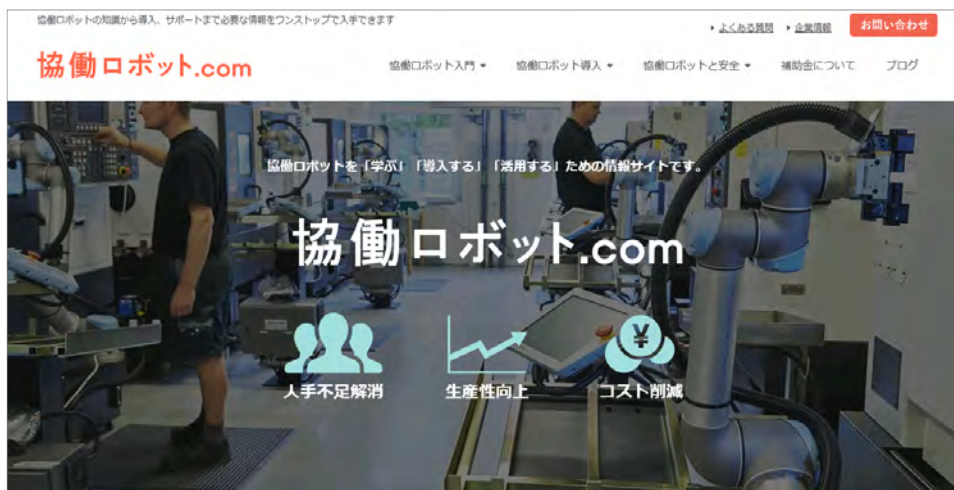 協働ロボットの知識から導入、サポートまで必要な情報をワンストップで入手できます
よくある質問 企業情報 お問い合わせ
協働ロボット.com
協働ロボット入門 協働ロボット導入 協働ロボットと安全 補助金について ブログ
協働ロボットを「学ぶ」「導入する」「活用する」ための情報サイトです。
協働ロボット.com
人手不足解消 生産性向上 コスト削減